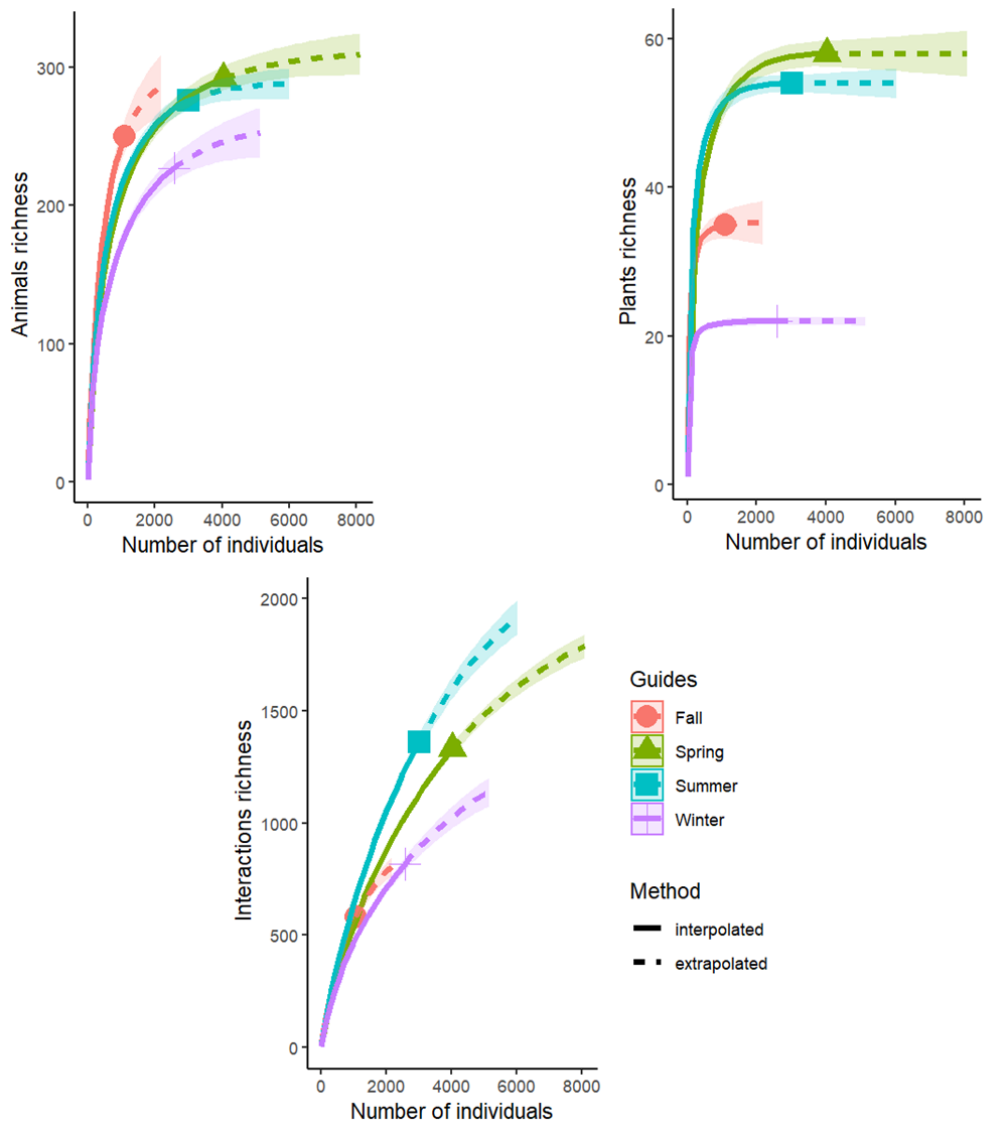 Animals richness
300
200
100
0
0 2000 4000 6000 8000
Number of individuals
Plants richness
60
40
20
0
0 2000 4000 6000 8000
Number of individuals
Interactions richness
2000
1500
1000
500
0
0 2000 4000 6000 8000
Number of individuals
Guides
Fall
Spring
Summer
Winter
Method
interpolated
extrapolated